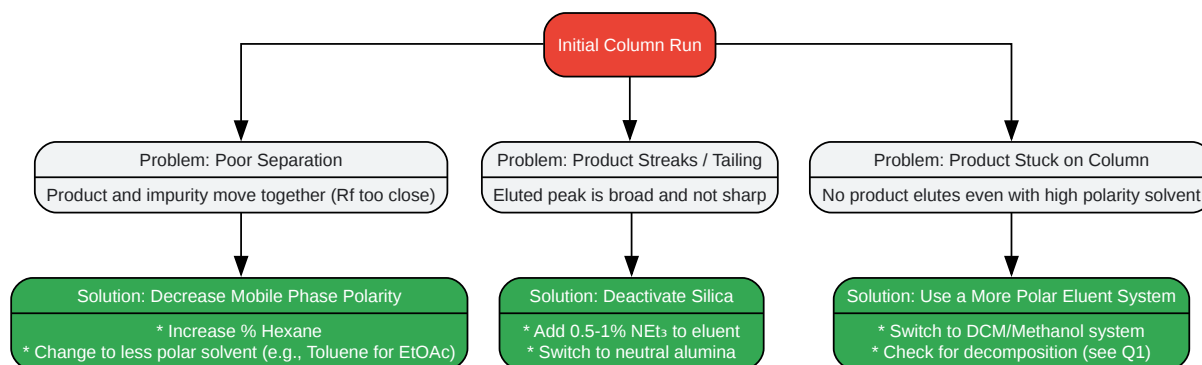 Initial Column Run
Problem: Poor Separation
Product and impurity move together (Rf too close)
Problem: Product Streaks / Tailing
Eluted peak is broad and not sharp
Problem: Product Stuck on Column
No product elutes even with high polarity solvent
Solution: Decrease Mobile Phase Polarity
* Increase % Hexane
* Change to less polar solvent (e.g., Toluene for EtOAc)
Solution: Deactivate Silica
* Add 0.5-1% NEt₃ to eluent
* Switch to neutral alumina
Solution: Use a More Polar Eluent System
* Switch to DCM/Methanol system
* Check for decomposition (see Q1)